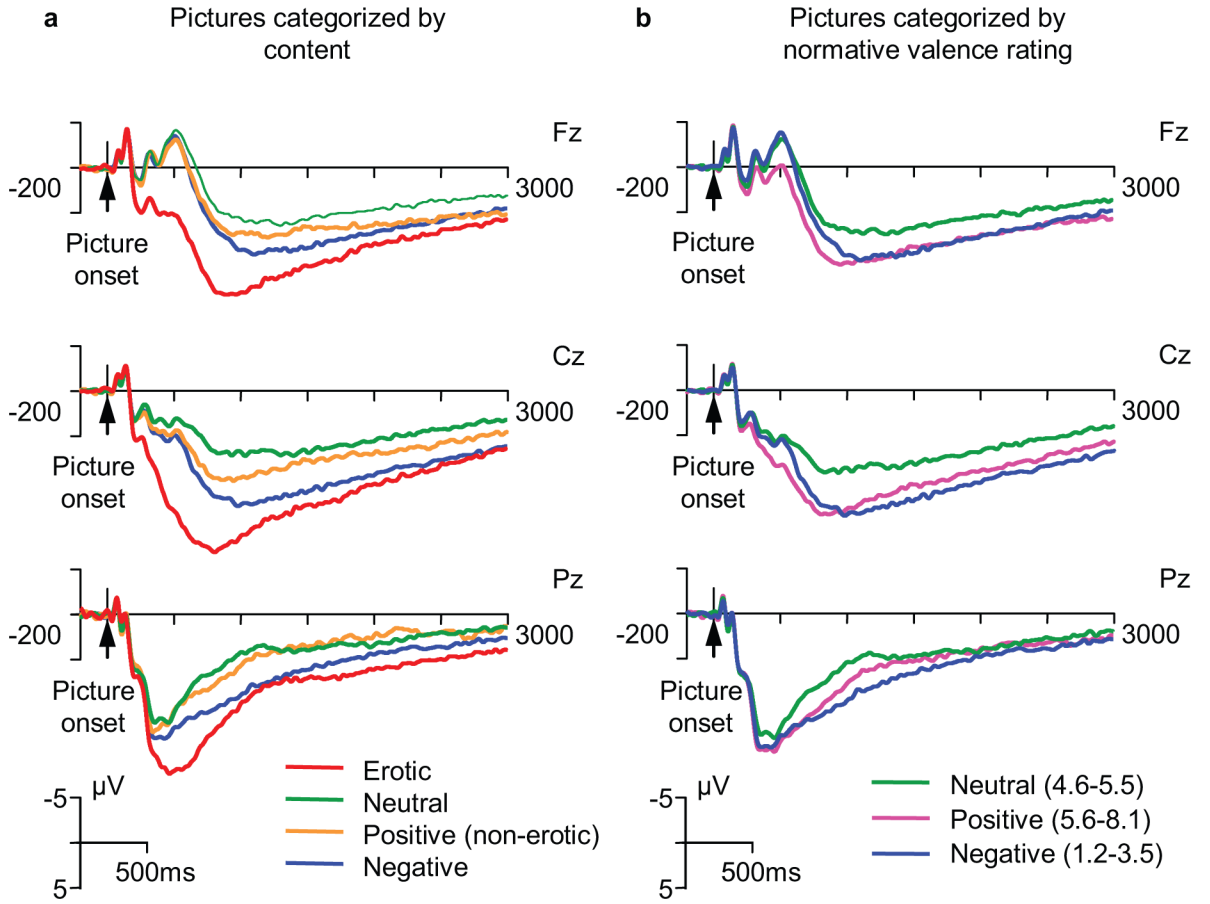 a
Pictures categorized by
content
Fz
-200
3000
Picture
onset
Cz
-200
3000
Picture
onset
Pz
-200
3000
Picture
onset
-5
µV
5
500ms
Erotic
Neutral
Positive (non-erotic)
Negative
b
Pictures categorized by
normative valence rating
Fz
-200
3000
Picture
onset
Cz
-200
3000
Picture
onset
Pz
-200
3000
Picture
onset
-5
µV
5
500ms
Neutral (4.6-5.5)
Positive (5.6-8.1)
Negative (1.2-3.5)